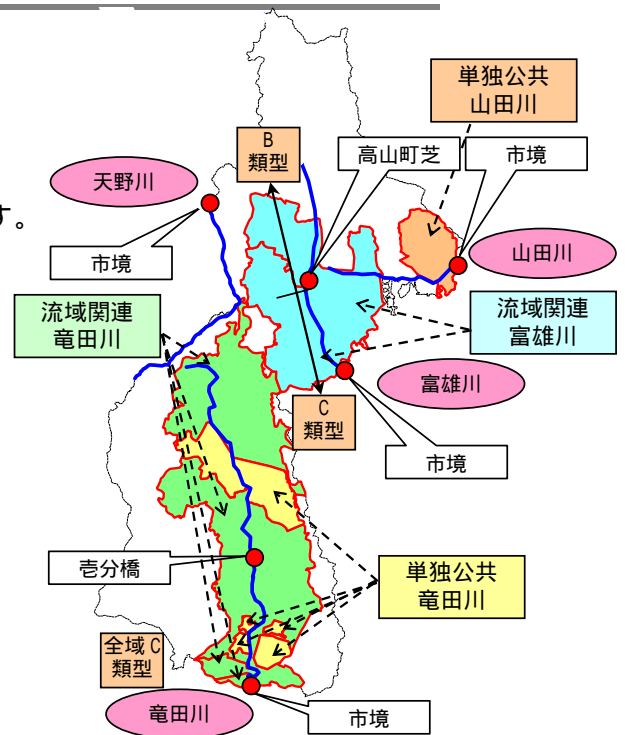 単独公共
山田川
B
類型
高山町芝
市境
天野川
す。
市境
山田川
流域関連
竜田川
流域関連
富雄川
富雄川
C
類型
市境
壱分橋
単独公共
竜田川
全域C
類型
竜田川
市境